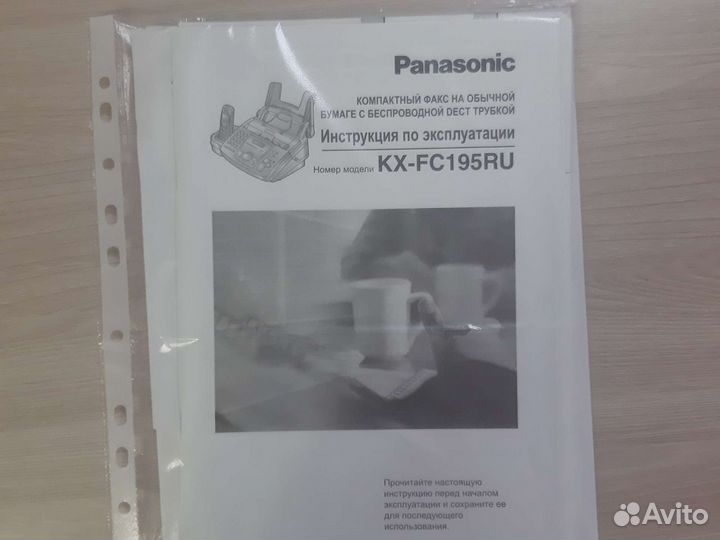 Panasonic
КОМПАКТНЫЙ ФАКС НА ОБЫЧНОЙ
БУМАГЕ С БЕСПРОВОДНОЙ DECT ТРУБКОЙ
Инструкция по эксплуатации
Номер модели KX-FC195RU
Прочитайте настоящую
инструкцию перед началом
эксплуатации и сохраните ее
для последующего
использования.
Avito